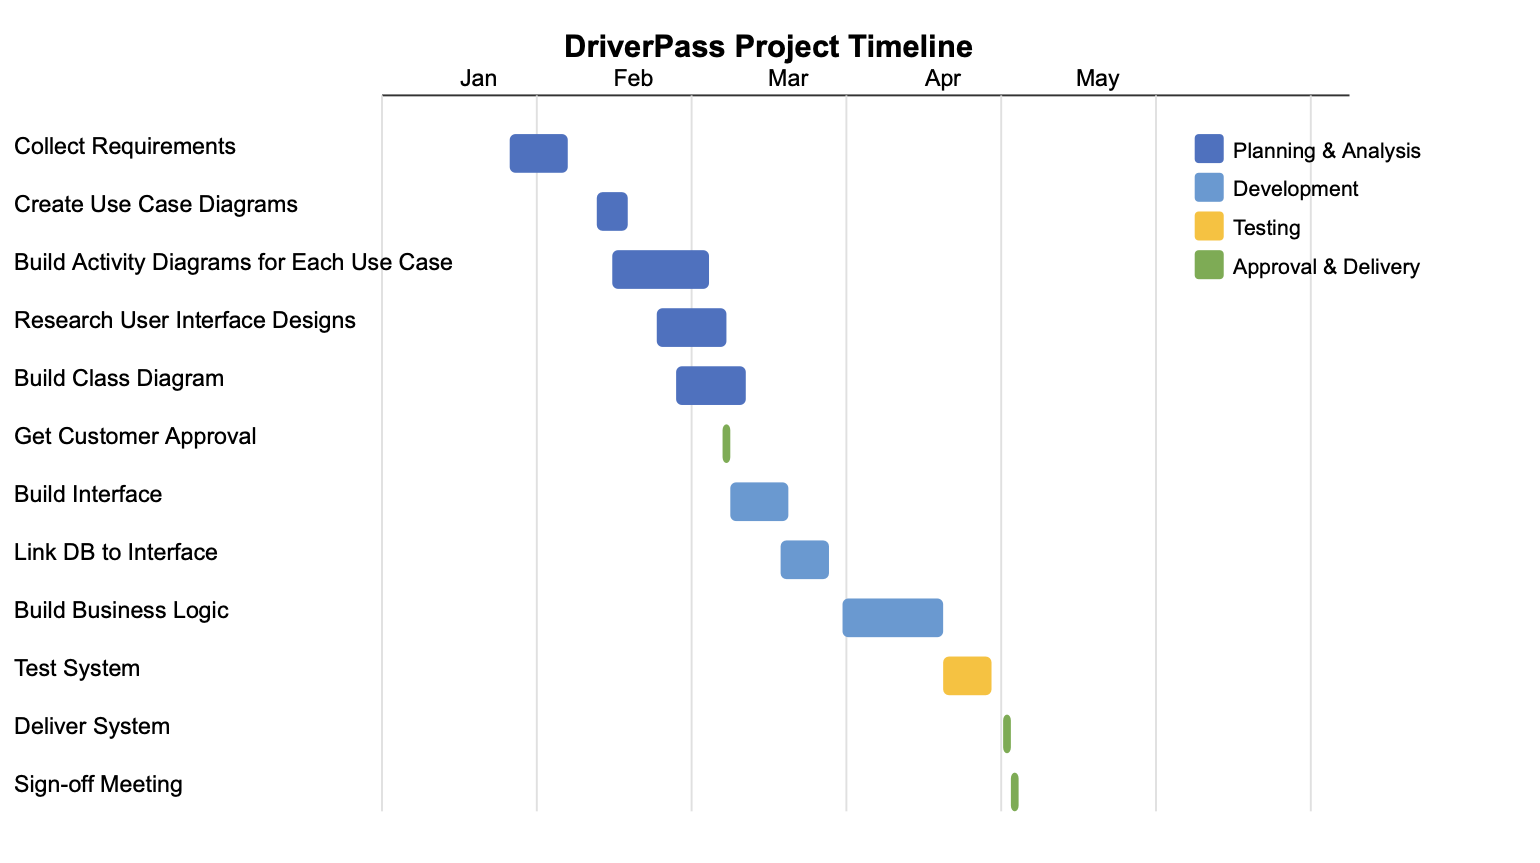 DriverPass Project Timeline
Jan Feb Mar Apr May
Collect Requirements
Create Use Case Diagrams
Build Activity Diagrams for Each Use Case
Research User Interface Designs
Build Class Diagram
Get Customer Approval
Build Interface
Link DB to Interface
Build Business Logic
Test System
Deliver System
Sign-off Meeting
Planning & Analysis
Development
Testing
Approval & Delivery